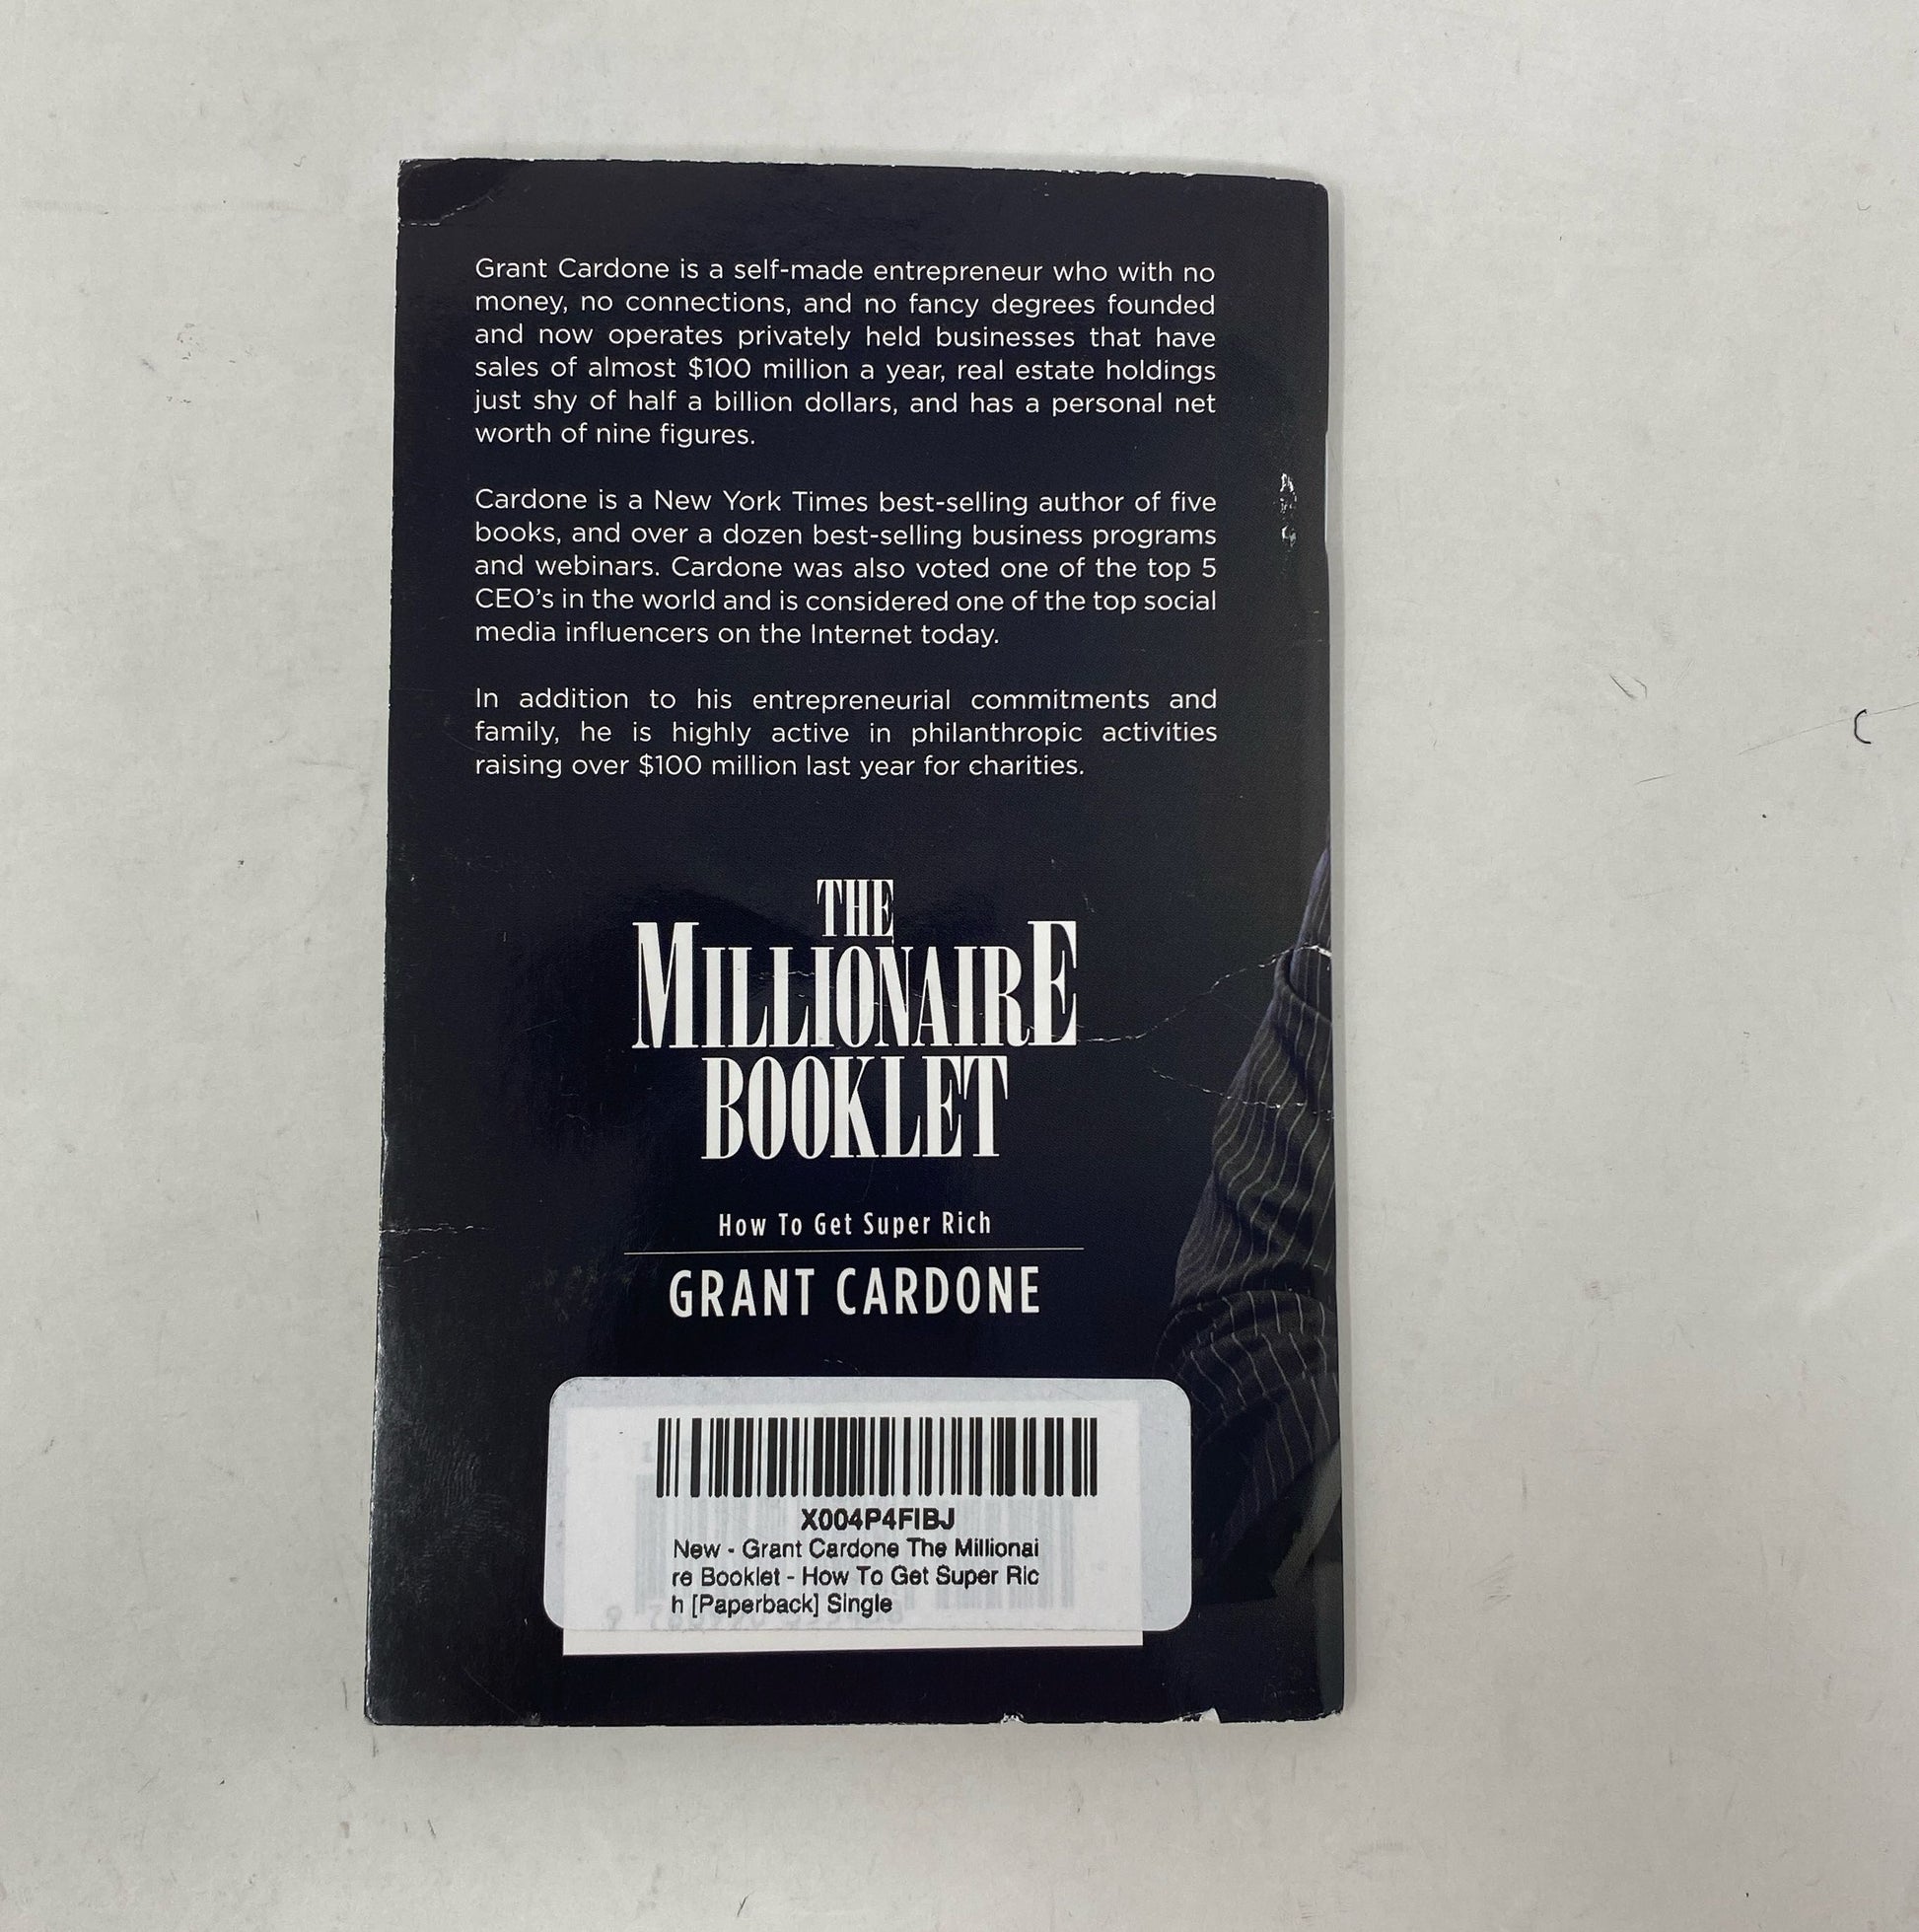 Grant Cardone is a self-made entrepreneur who with no
money, no connections, and no fancy degrees founded
and now operates privately held businesses that have
sales of almost $100 million a year, real estate holdings
just shy of half a billion dollars, and has a personal net
worth of nine figures.
Cardone is a New York Times best-selling author of five
books, and over a dozen best-selling business programs
and webinars. Cardone was also voted one of the top 5
CEO's in the world and is considered one of the top social
media influencers on the Internet today.
In addition to his entrepreneurial commitments and
family, he is highly active in philanthropic activities
raising over $100 million last year for charities.
THE
MILLIONAIRE
BOOKLET
How To Get Super Rich
GRANT CARDONE
X004P4FIBJ
New - Grant Cardone The Millionai
re Booklet - How To Get Super Ric
h [Paperback] Single